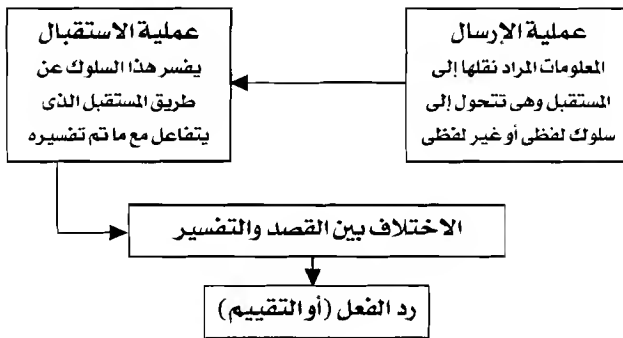 عملية الإرسال
المعلومات المراد نقلها إلى
المستقبل وهى تتحول إلى
سلوك لفظى أو غير لفظى
عملية الاستقبال
يفسر هذا السلوك عن
طريق المستقبل الذى
يتفاعل مع ما تم تفسيره
الاختلاف بين القصد والتفسير
رد الفعل (أو التقييم)